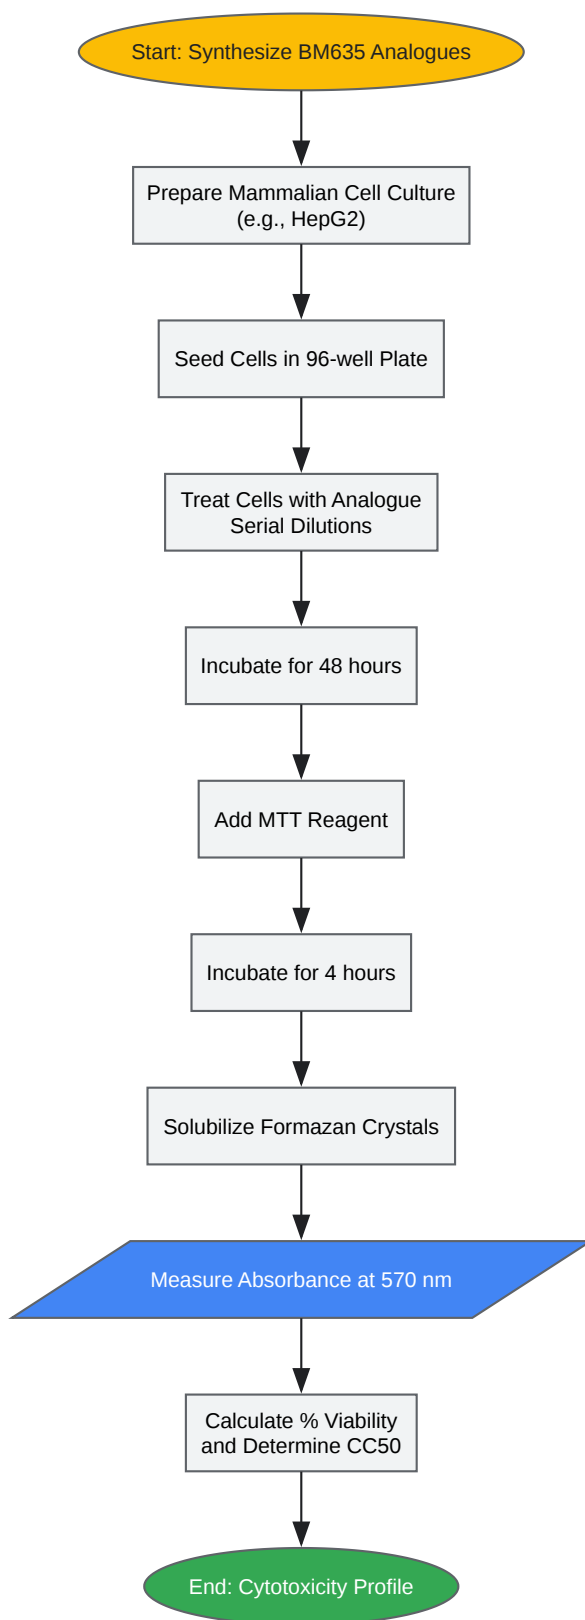 Start: Synthesize BM635 Analogues
Prepare Mammalian Cell Culture
(e.g., HepG2)
Seed Cells in 96-well Plate
Treat Cells with Analogue
Serial Dilutions
Incubate for 48 hours
Add MTT Reagent
Incubate for 4 hours
Solubilize Formazan Crystals
Measure Absorbance at 570 nm
Calculate % Viability
and Determine CC50
End: Cytotoxicity Profile